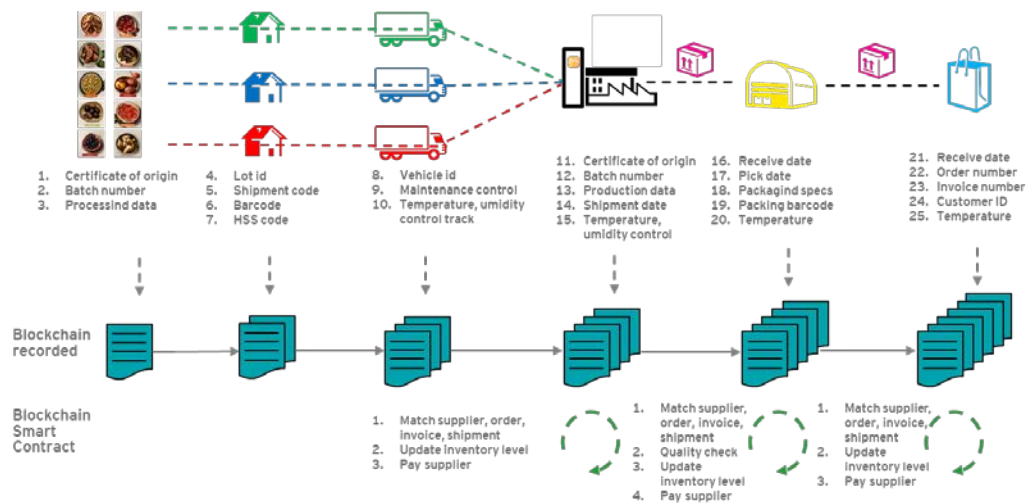 1. Certificate of origin
2. Batch number
3. Processind data
4. Lot id
5. Shipment code
6. Barcode
7. HSS code
8. Vehicle id
9. Maintenance control
10. Temperature, umidity
control track
11. Certificate of origin
12. Batch number
13. Production data
14. Shipment date
15. Temperature,
umidity control
16. Receive date
17. Pick date
18. Packagind specs
19. Packing barcode
20. Temperature
21. Receive date
22. Order number
23. Invoice number
24. Customer ID
25. Temperature
Blockchain
recorded
Blockchain
Smart
Contract
1. Match supplier, order,
invoice, shipment
2. Update inventory level
3. Pay supplier
1. Match supplier,
order, invoice,
shipment
2. Quality check
3. Update
inventory level
4. Pay supplier
1. Match supplier,
order, invoice,
shipment
2. Update
inventory level
3. Pay supplier